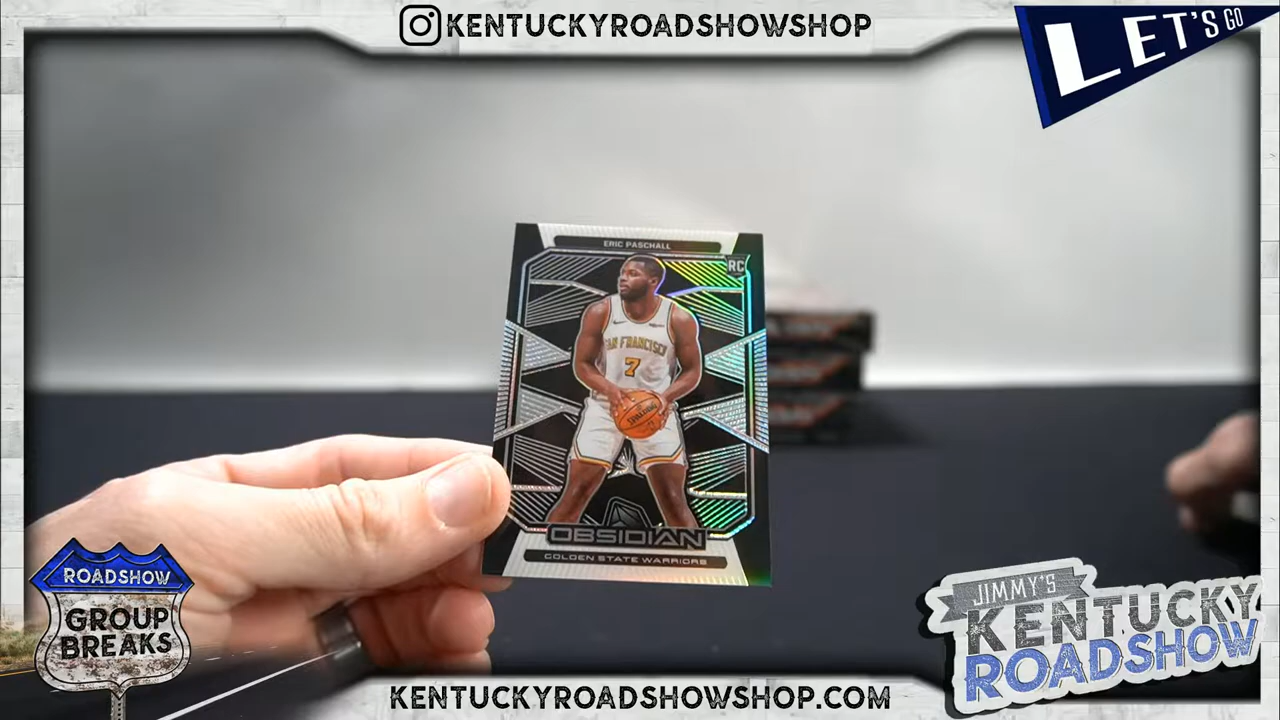 KENTUCKYROADSHOWSHOP
LET'S GO
ERIC PASCHALL
RC
SAN FRANCISCO
7
SPALDING
OBSIDIAN
GOLDEN STATE WARRIORS
ROADSHOW
GROUP
BREAKS
JIMMY'S
KENTUCKY
ROADSHOW
KENTUCKYROADSHOWSHOP.COM